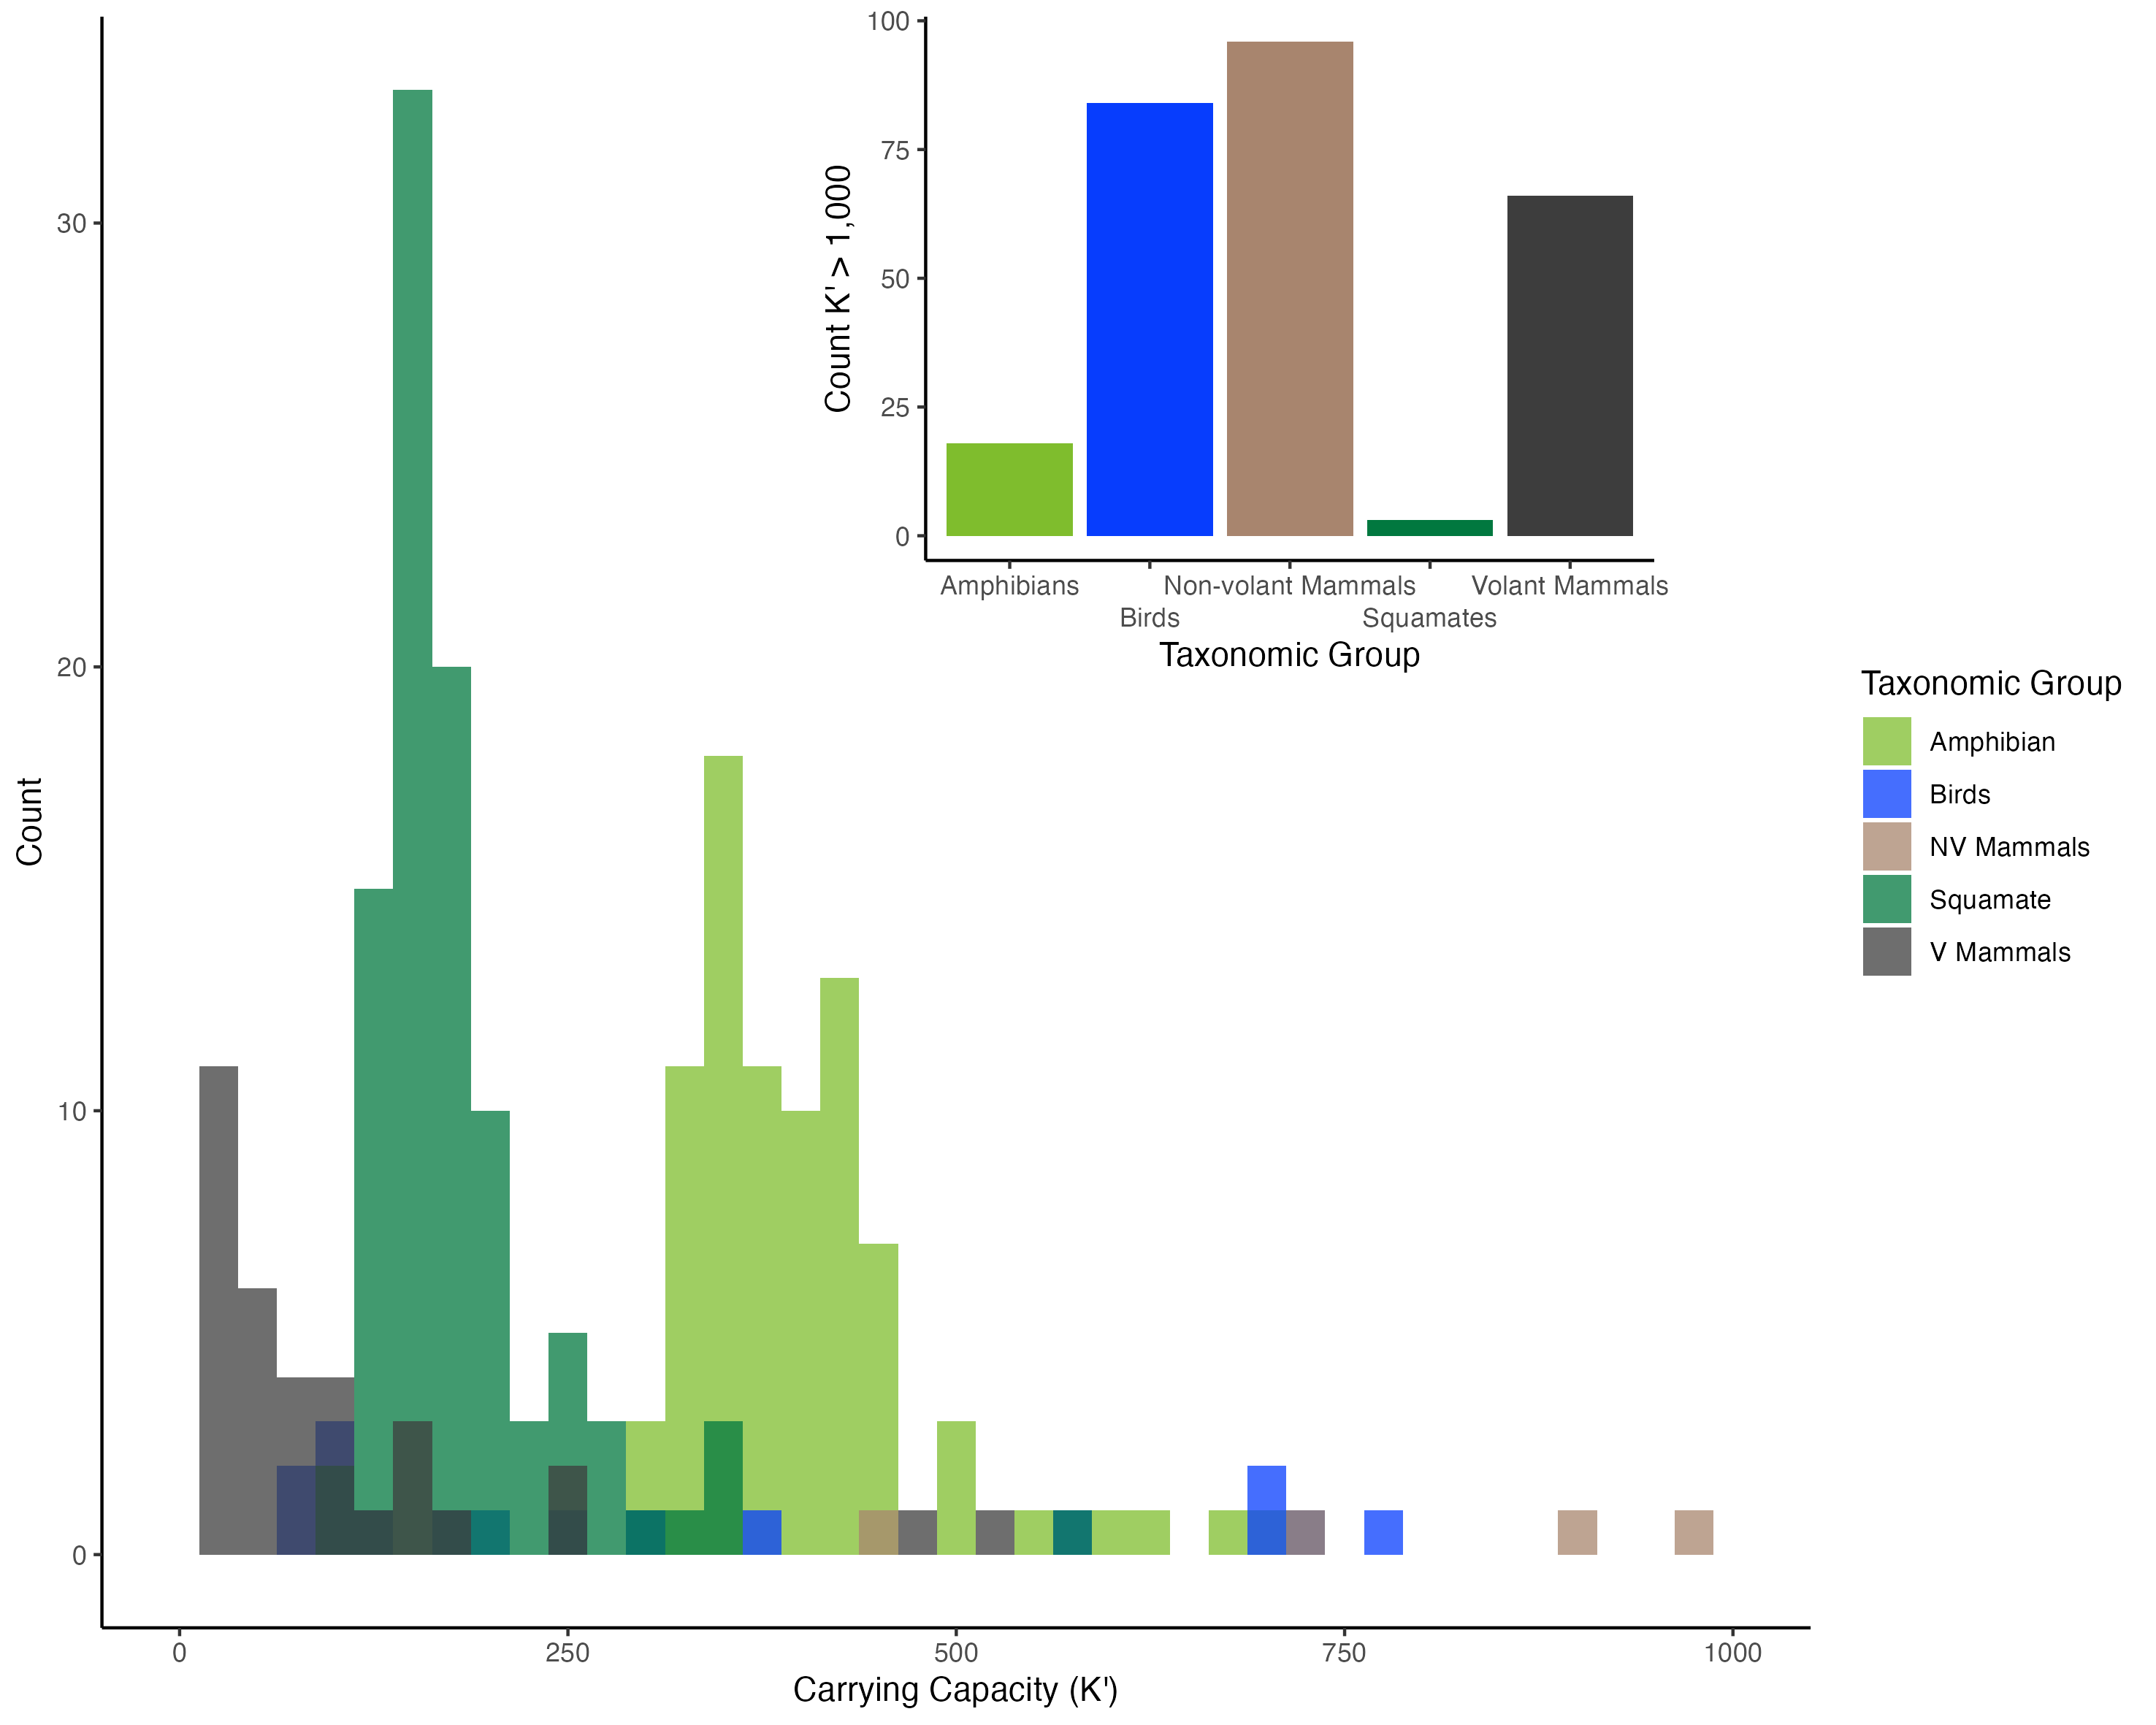 100
75
50
25
0
Count K' > 1,000
Amphibians
Non-volant Mammals
Volant Mammals
Birds
Squamates
Taxonomic Group
30
20
10
0
Count
0
250
500
750
1000
Carrying Capacity (K')
Taxonomic Group
Amphibian
Birds
NV Mammals
Squamate
V Mammals